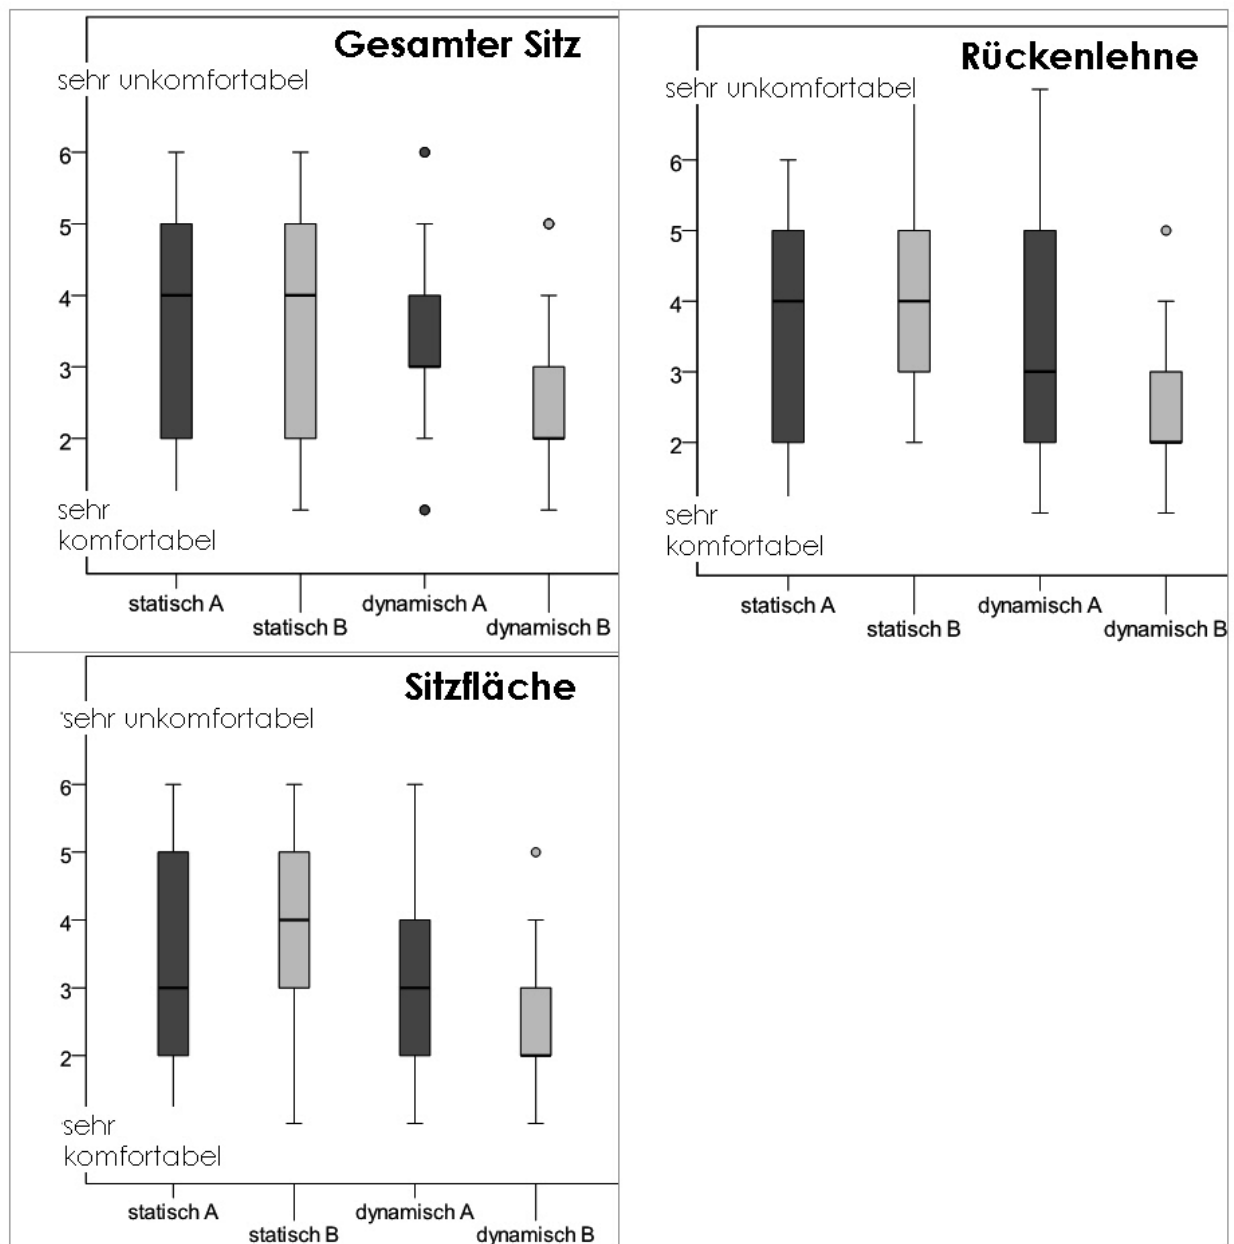 Gesamter Sitz
sehr unkomfortabel
6
5
4
3
2
sehr
komfortabel
statisch A
statisch B
dynamisch A
dynamisch B
Rückenlehne
sehr unkomfortabel
6
5
4
3
2
sehr
komfortabel
statisch A
statisch B
dynamisch A
dynamisch B
Sitzfläche
sehr unkomfortabel
6
5
4
3
2
sehr
komfortabel
statisch A
statisch B
dynamisch A
dynamisch B